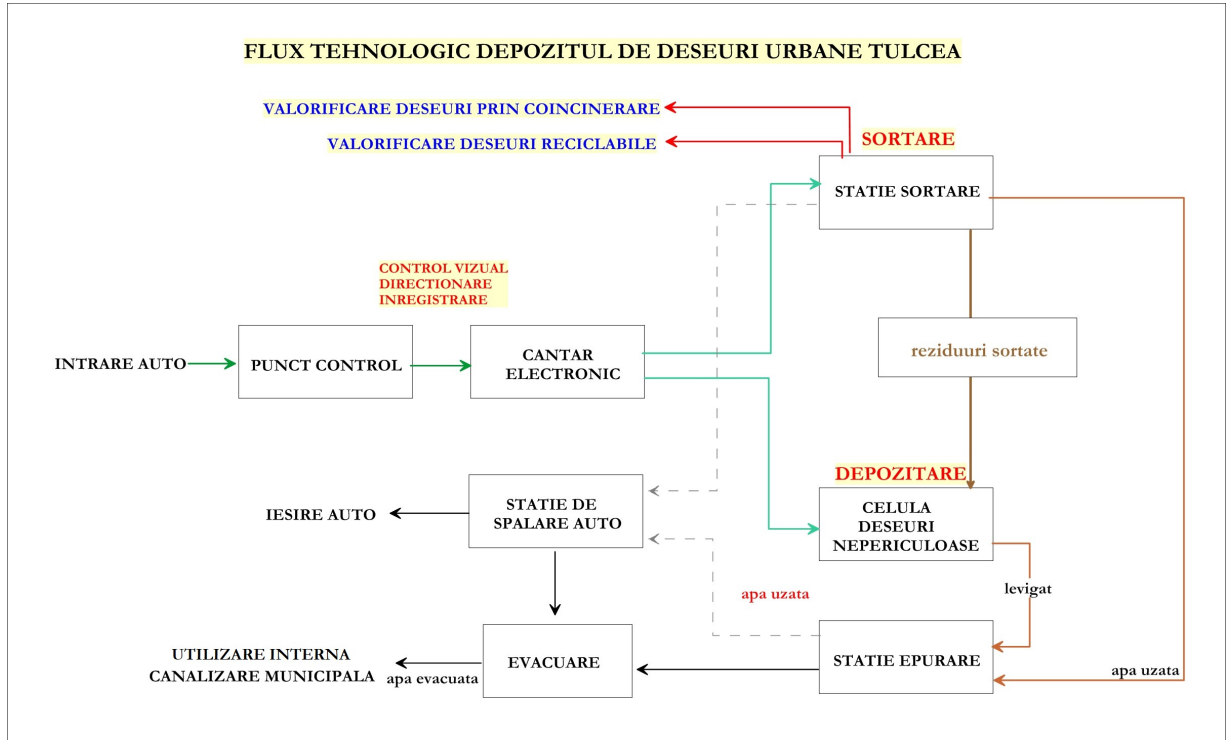 FLUX TEHNOLOGIC DEPOZITUL DE DESEURI URBANE TULCEA
VALORIFICARE DESEURI PRIN COINCINERARE
VALORIFICARE DESEURI RECICLABILE
SORTARE
STATIE SORTARE
CONTROL VIZUAL
DIRECTIONARE
INREGISTRARE
INTRARE AUTO
PUNCT CONTROL
CANTAR
ELECTRONIC
reziduuri sortate
DEPOZITARE
IESIRE AUTO
STATIE DE
SPALARE AUTO
CELULA
DESEURI
NEPERICULOASE
levigat
apa uzata
UTILIZARE INTERNA
CANALIZARE MUNICIPALA
apa evacuata
EVACUARE
STATIE EPURARE
apa uzata